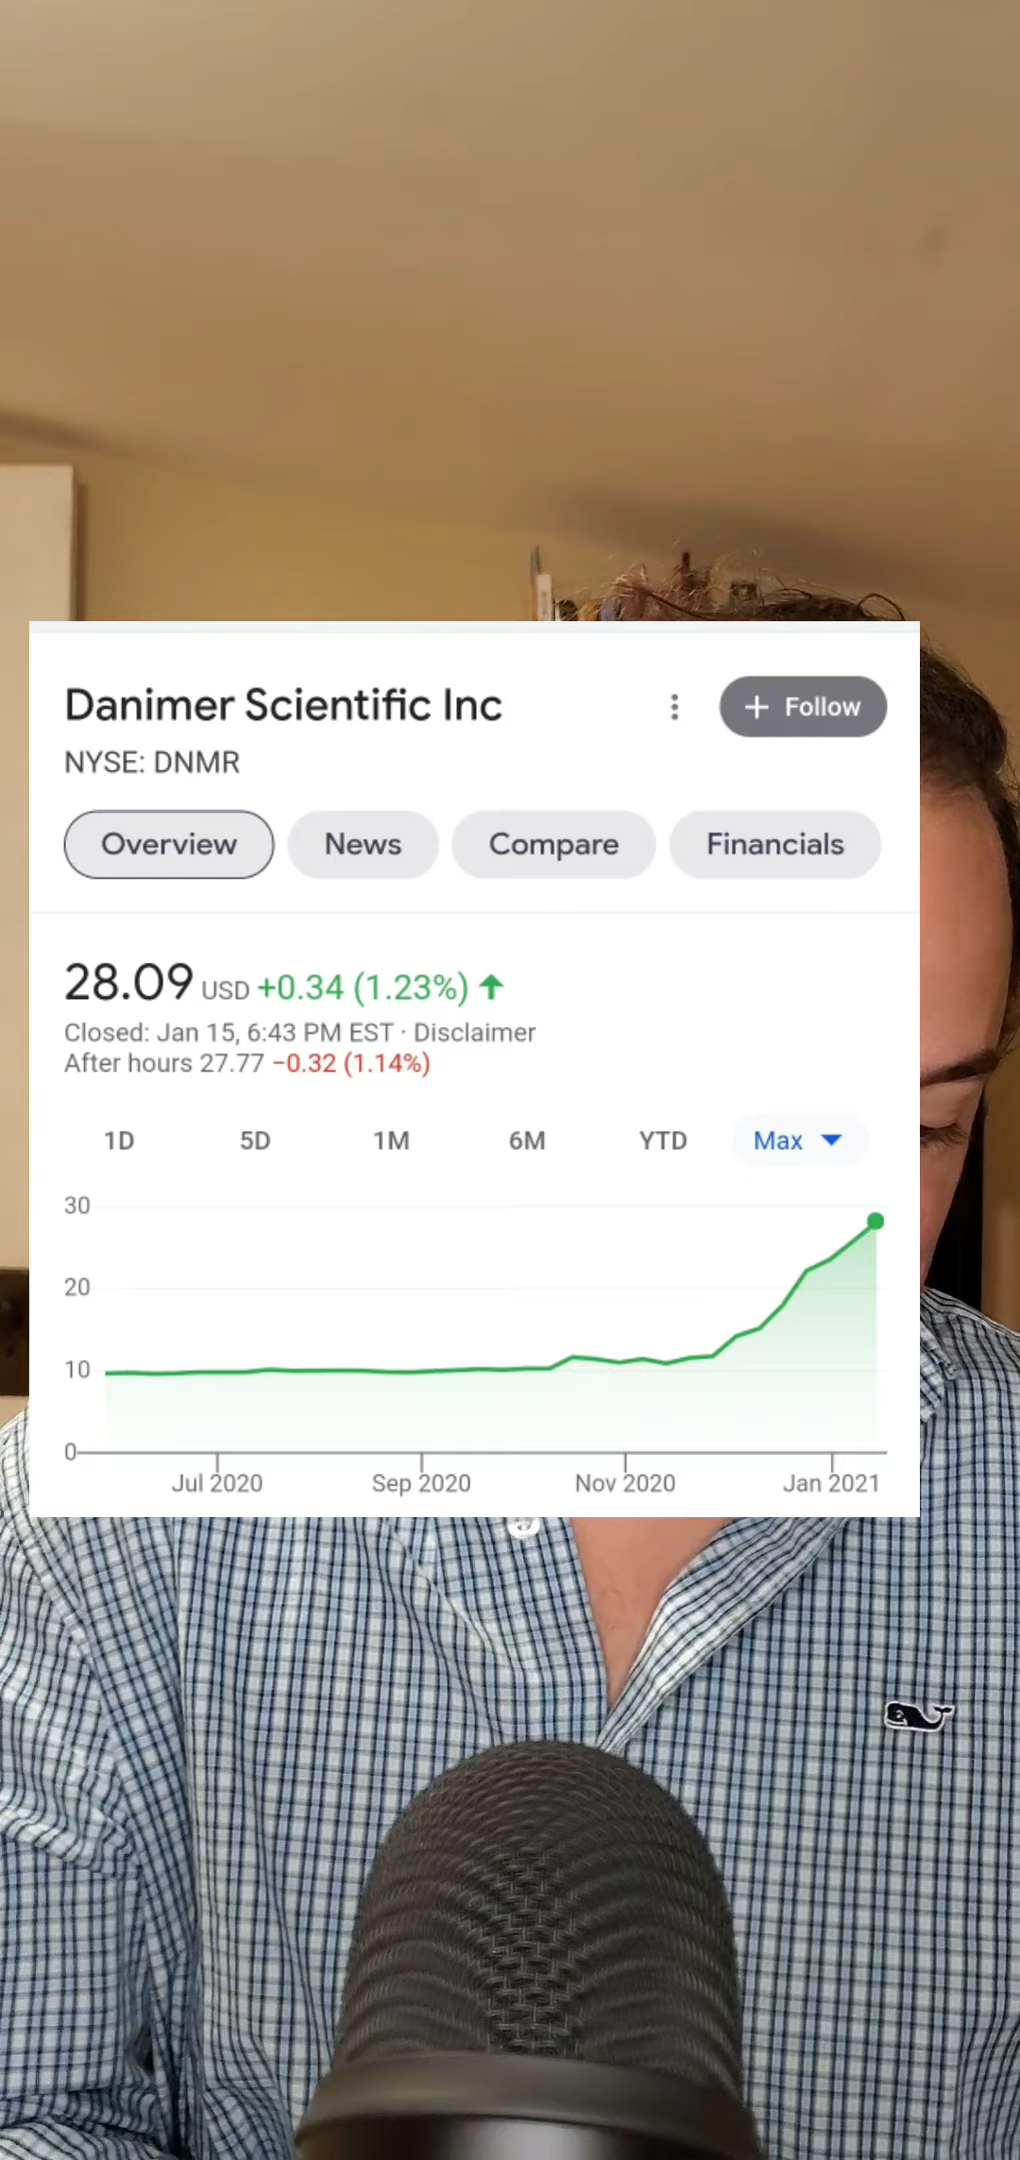 Danimer Scientific Inc
+ Follow
NYSE: DNMR
Overview
News
Compare
Financials
28.09 USD +0.34 (1.23%)
Closed: Jan 15, 6:43 PM EST · Disclaimer
After hours 27.77 −0.32 (1.14%)
1D 5D 1M 6M YTD Max
30
20
10
0
Jul 2020 Sep 2020 Nov 2020 Jan 2021